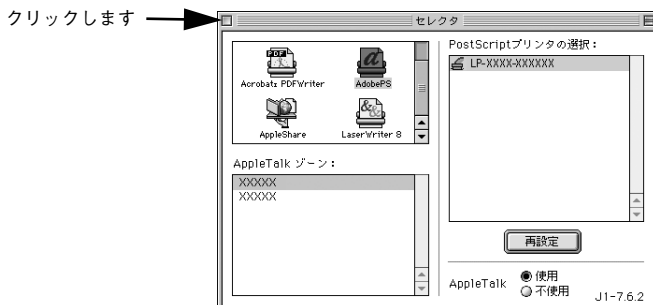 クリックします
セレクタ
Acrobat™ PDFWriter
AdobePS
AppleShare
LaserWriter 8
AppleTalk ゾーン：
XXXXX
XXXXX
PostScriptプリンタの選択：
LP-XXXX-XXXXXX
再設定
AppleTalk
使用
不使用
J1-7.6.2